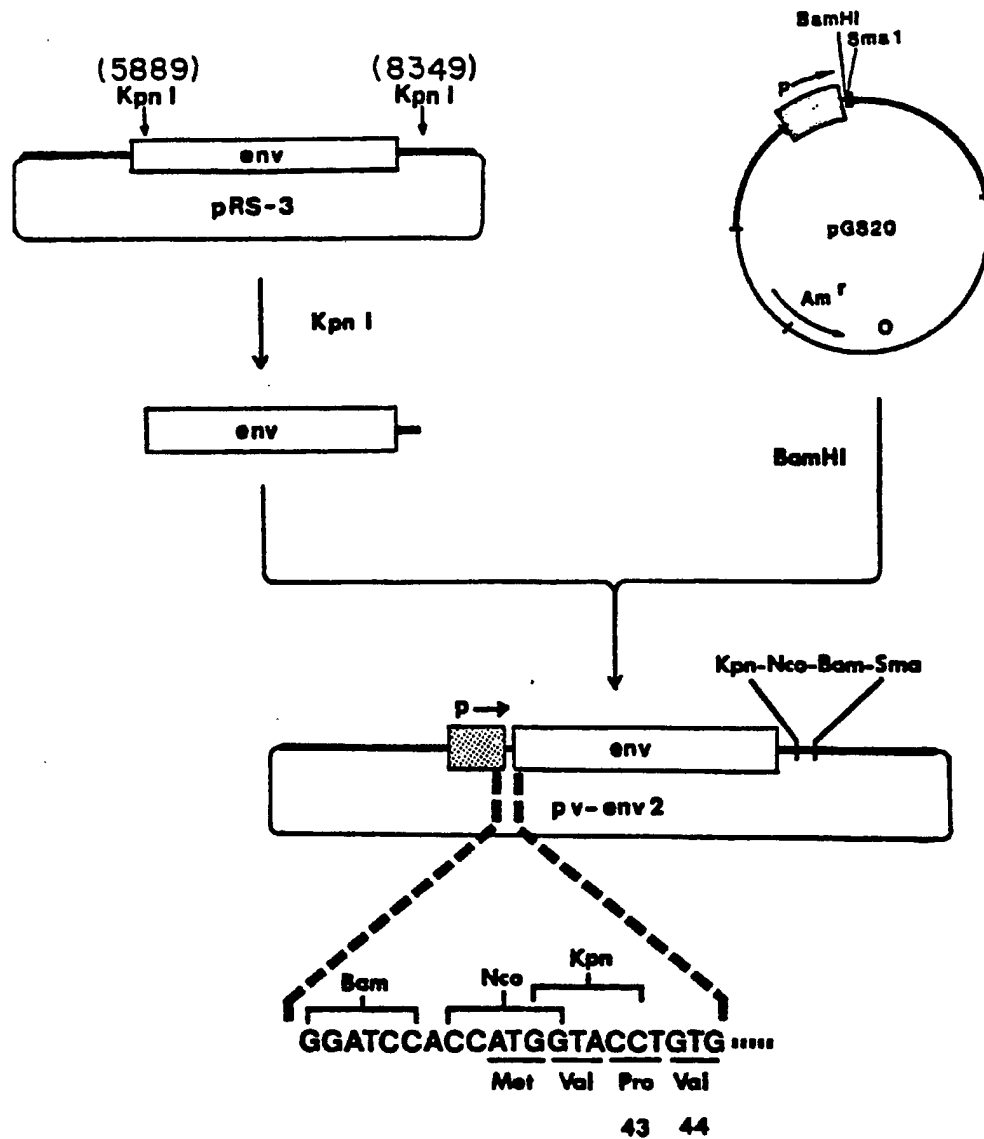 (5889)
Kpn I
(8349)
Kpn I
env
pRS-3
BamHI
Sma1
P
pGS20
Am r
O
Kpn I
env
BamHI
Kpn-Nco-Bam-Sma
P
env
pv-env2
Bam
Nco
Kpn
GGATCCACCATGGTACCTGTG.....
Met Val Pro Val
43 44